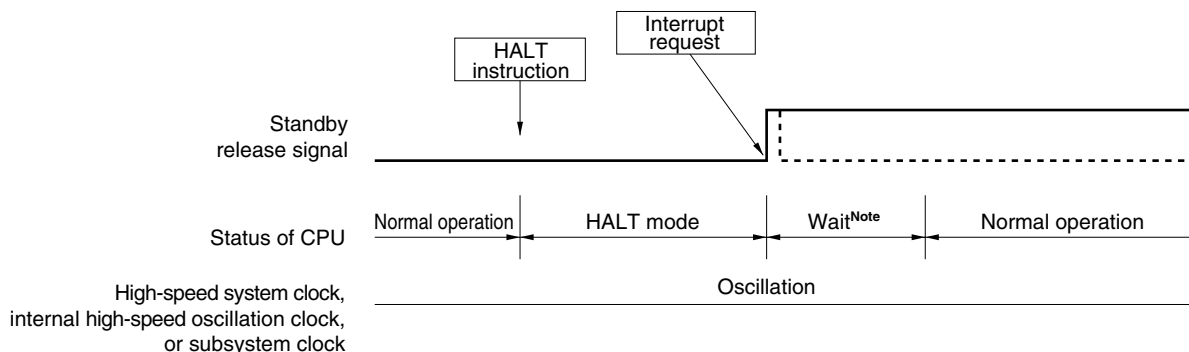 Interrupt
request
HALT
instruction
Standby
release signal
Status of CPU
Normal operation
HALT mode
WaitNote
Normal operation
High-speed system clock,
internal high-speed oscillation clock,
or subsystem clock
Oscillation